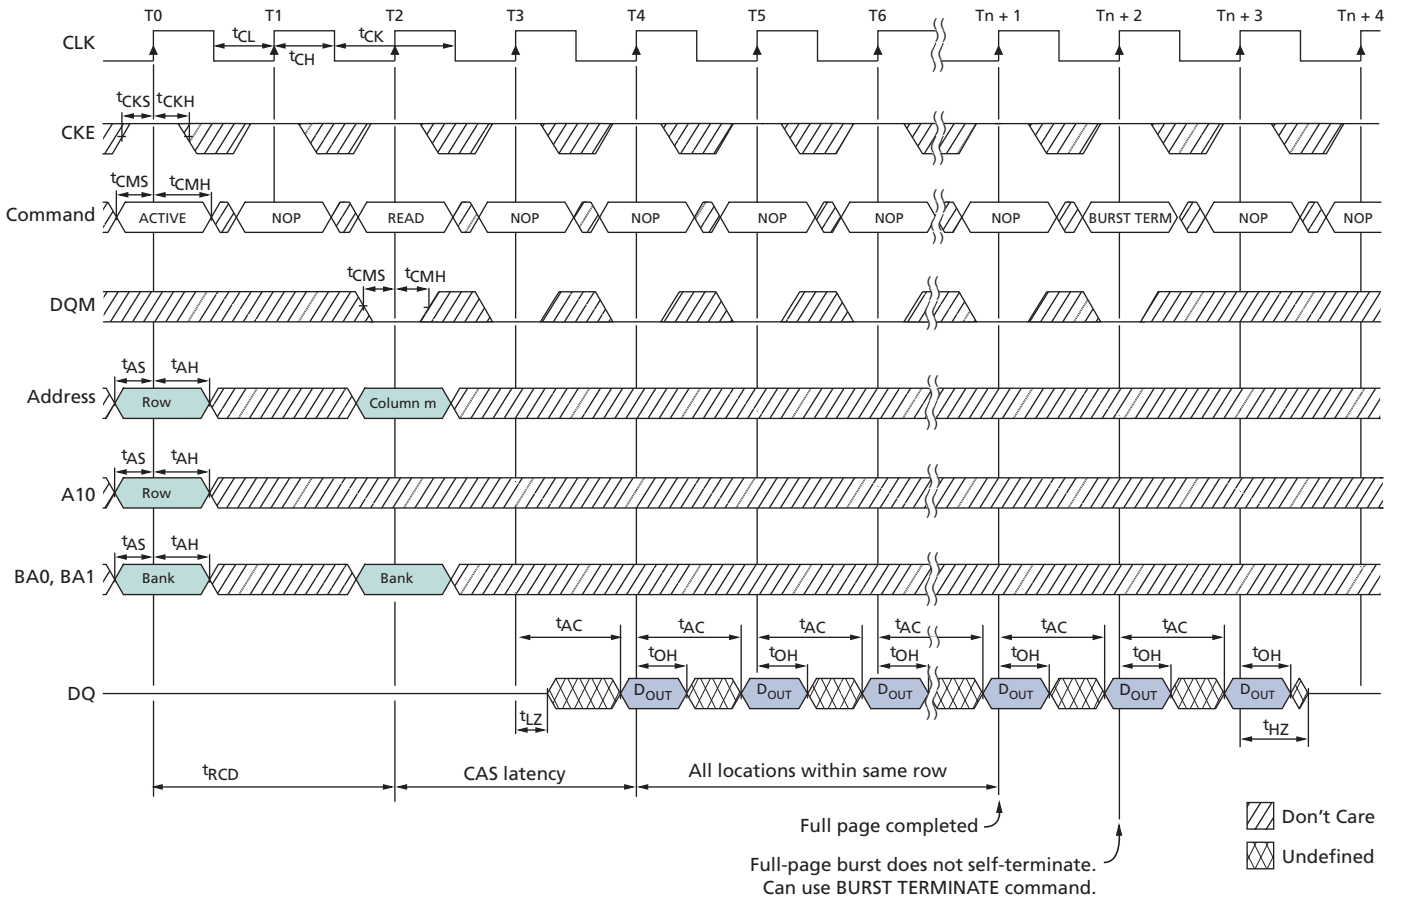 T0 T1 T2 T3 T4 T5 T6 Tn + 1 Tn + 2 Tn + 3 Tn + 4
CLK tCL tCK
tCH
tCKS tCKH
CKE
tCMS tCMH
Command ACTIVE NOP READ NOP NOP NOP NOP NOP BURST TERM NOP NOP
tCMS tCMH
DQM
tAS tAH
Address Row Column m
tAS tAH
A10 Row
tAS tAH
BA0, BA1 Bank Bank
tAC tAC tAC tAC tAC tAC
tOH tOH tOH tOH tOH tOH
DQ DOUT DOUT DOUT DOUT DOUT DOUT
tLZ tHZ
tRCD CAS latency All locations within same row
Full page completed
Full-page burst does not self-terminate.
Can use BURST TERMINATE command.
Don't Care
Undefined